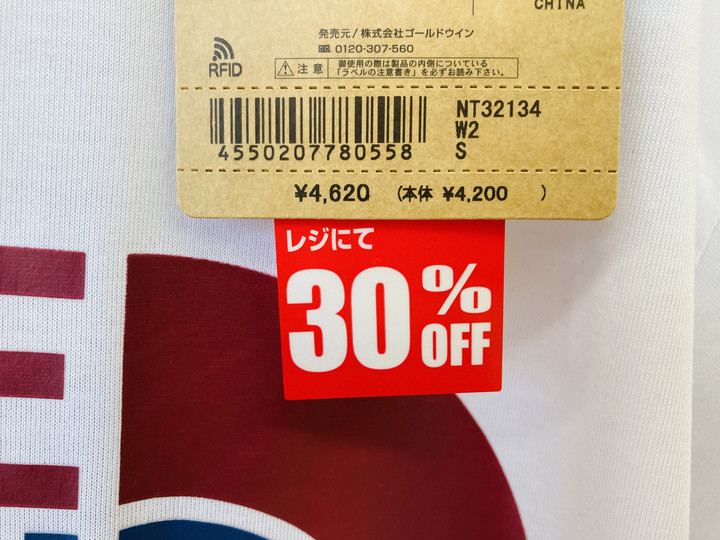 CHINA
発売元/株式会社ゴールドウイン
0120-307-560
RFID
注意
御使用の際は製品の内側についている
「ラベルの注意書き」を必ずお読み下さい。
NT32134
W2
S
4550207780558
¥4,620 (本体 ¥4,200 )
レジにて
30%
OFF